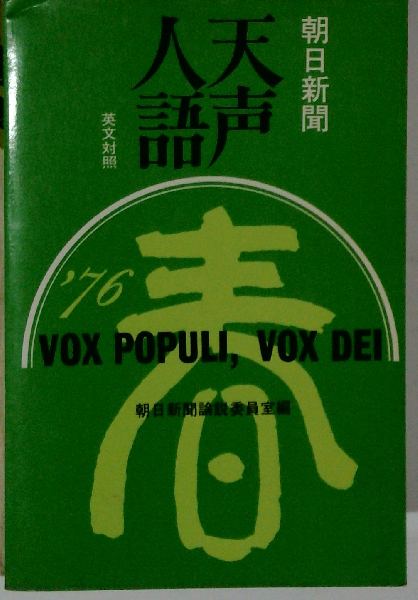 朝日新聞
天声
人語
英文対照
'76
春
VOX POPULI, VOX DEI
朝日新聞論説委員室編